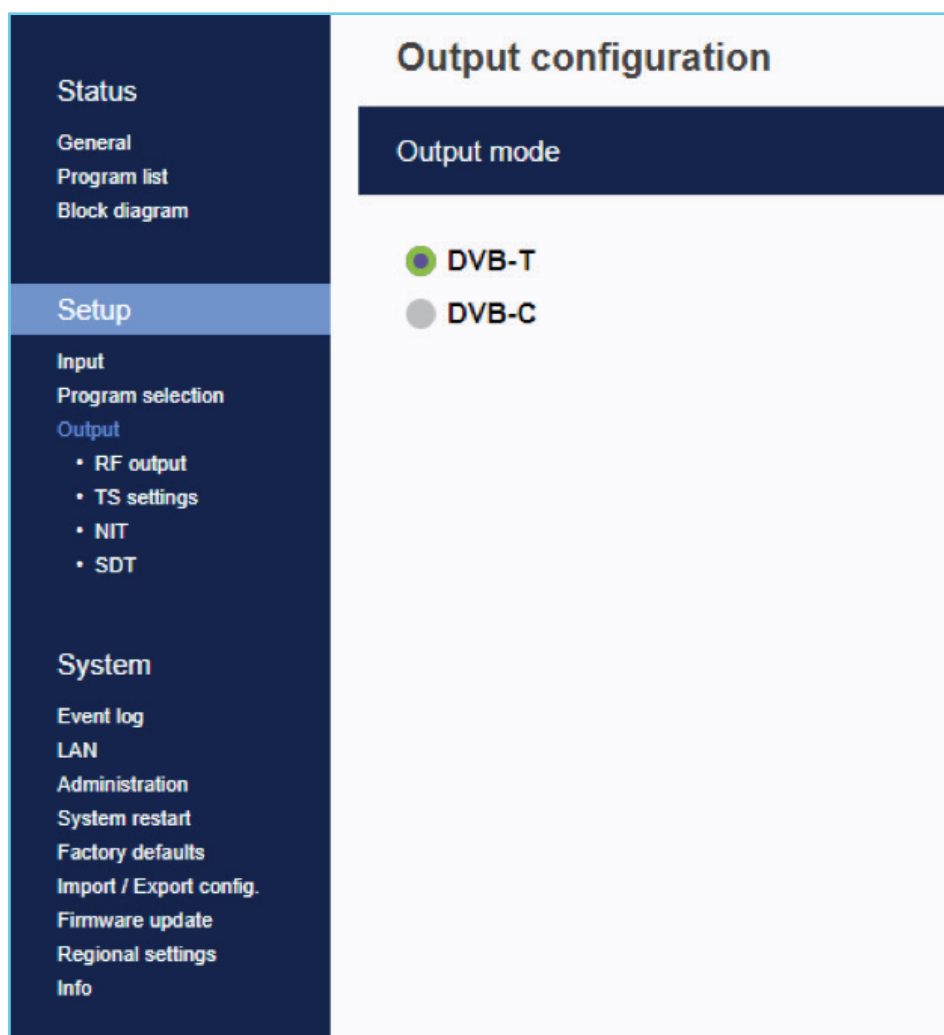 Status
General
Program list
Block diagram
Setup
Input
Program selection
Output
• RF output
• TS settings
• NIT
• SDT
System
Event log
LAN
Administration
System restart
Factory defaults
Import / Export config.
Firmware update
Regional settings
Info
Output configuration
Output mode
DVB-T
DVB-C